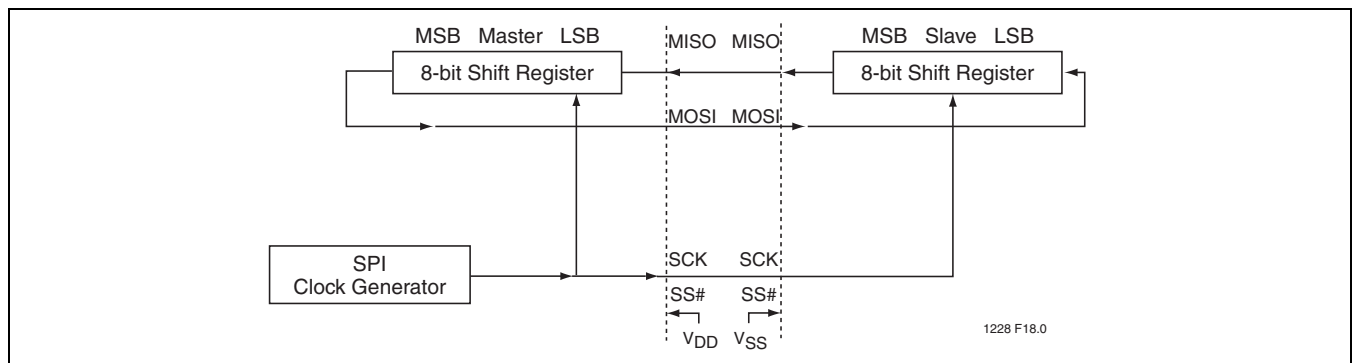 MSB Master LSB
MISO MISO
MSB Slave LSB
8-bit Shift Register
8-bit Shift Register
MOSI MOSI
SPI
Clock Generator
SCK SCK
SS# SS#
VDD VSS
1228 F18.0